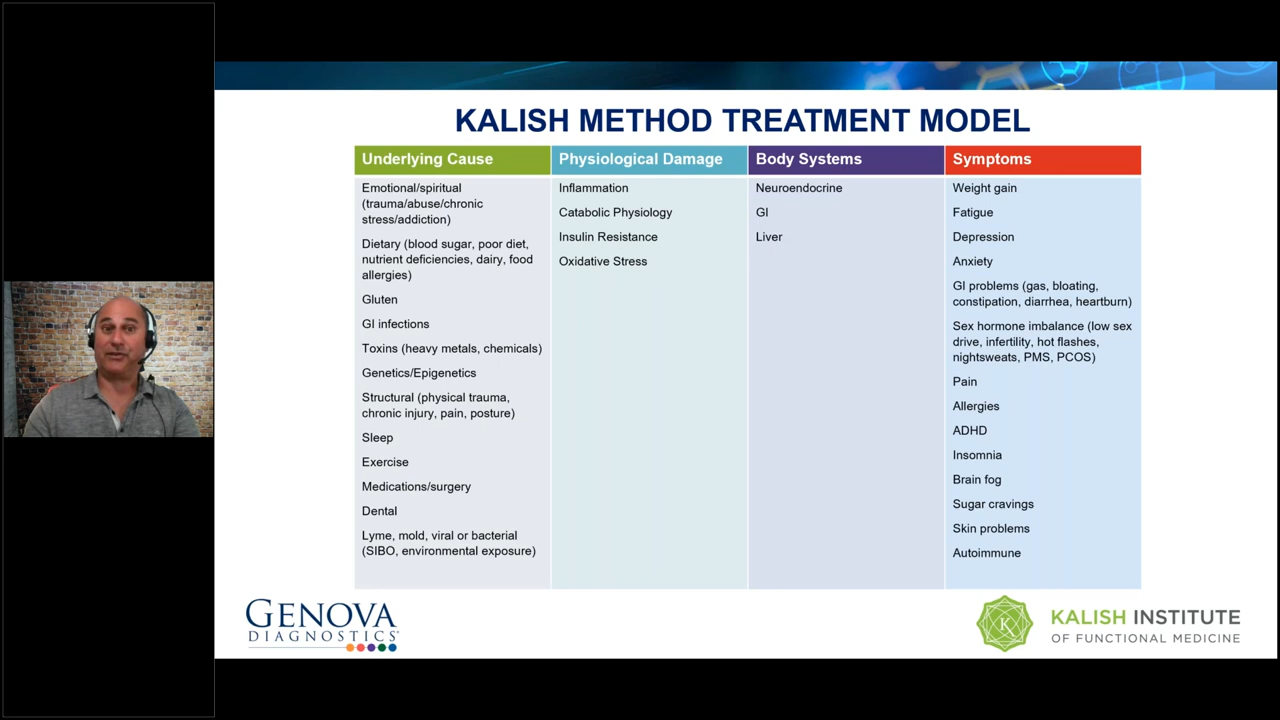 KALISH METHOD TREATMENT MODEL
Underlying Cause
Emotional/spiritual
(trauma/abuse/chronic
stress/addiction)
Dietary (blood sugar, poor diet,
nutrient deficiencies, dairy, food
allergies)
Gluten
GI infections
Toxins (heavy metals, chemicals)
Genetics/Epigenetics
Structural (physical trauma,
chronic injury, pain, posture)
Sleep
Exercise
Medications/surgery
Dental
Lyme, mold, viral or bacterial
(SIBO, environmental exposure)
Physiological Damage
Inflammation
Catabolic Physiology
Insulin Resistance
Oxidative Stress
Body Systems
Neuroendocrine
GI
Liver
Symptoms
Weight gain
Fatigue
Depression
Anxiety
GI problems (gas, bloating,
constipation, diarrhea, heartburn)
Sex hormone imbalance (low sex
drive, infertility, hot flashes,
nightsweats, PMS, PCOS)
Pain
Allergies
ADHD
Insomnia
Brain fog
Sugar cravings
Skin problems
Autoimmune
GENOVA
DIAGNOSTICS
K
KALISH INSTITUTE
OF FUNCTIONAL MEDICINE